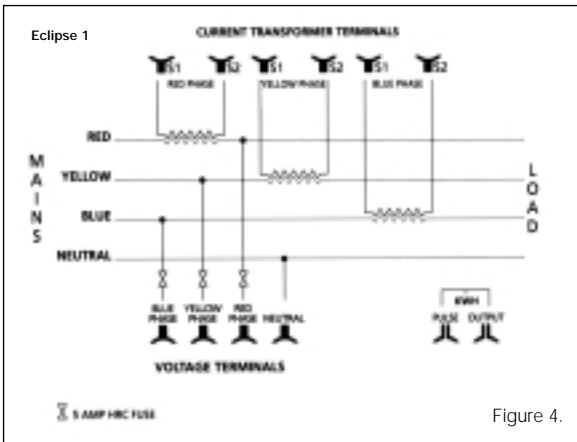 Eclipse 1
CURRENT TRANSFORMER TERMINALS
S1 S2 S1 S2 S1 S2
RED PHASE YELLOW PHASE BLUE PHASE
RED
YELLOW
BLUE
NEUTRAL
MAINS
LOAD
BLUE PHASE
YELLOW PHASE
RED PHASE
NEUTRAL
KWH
PULSE OUTPUT
VOLTAGE TERMINALS
5 AMP HRC FUSE
Figure 4.